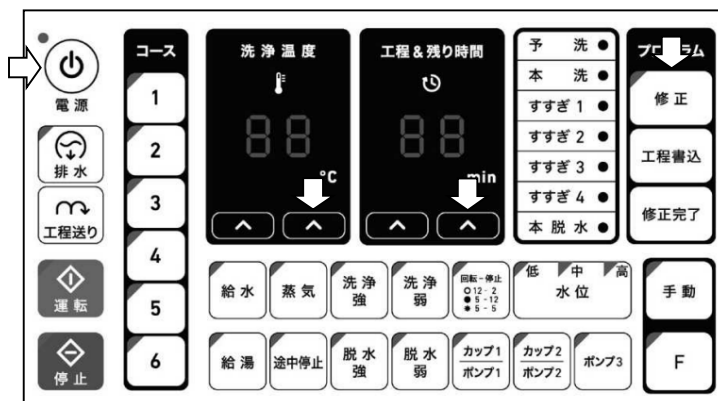 電源
排水
工程送り
運転
停止
コース
1
2
3
4
5
6
洗浄温度
88
°C
工程&残り時間
88
min
予洗
本洗
すすぎ1
すすぎ2
すすぎ3
すすぎ4
本脱水
プログラム
修正
工程書込
修正完了
給水
蒸気
洗浄
強
洗浄
弱
回転-停止
12-2
5-12
5-5
低 中 高
水位
手動
給湯
途中停止
脱水
強
脱水
弱
カップ1
ポンプ1
カップ2
ポンプ2
ポンプ3
F